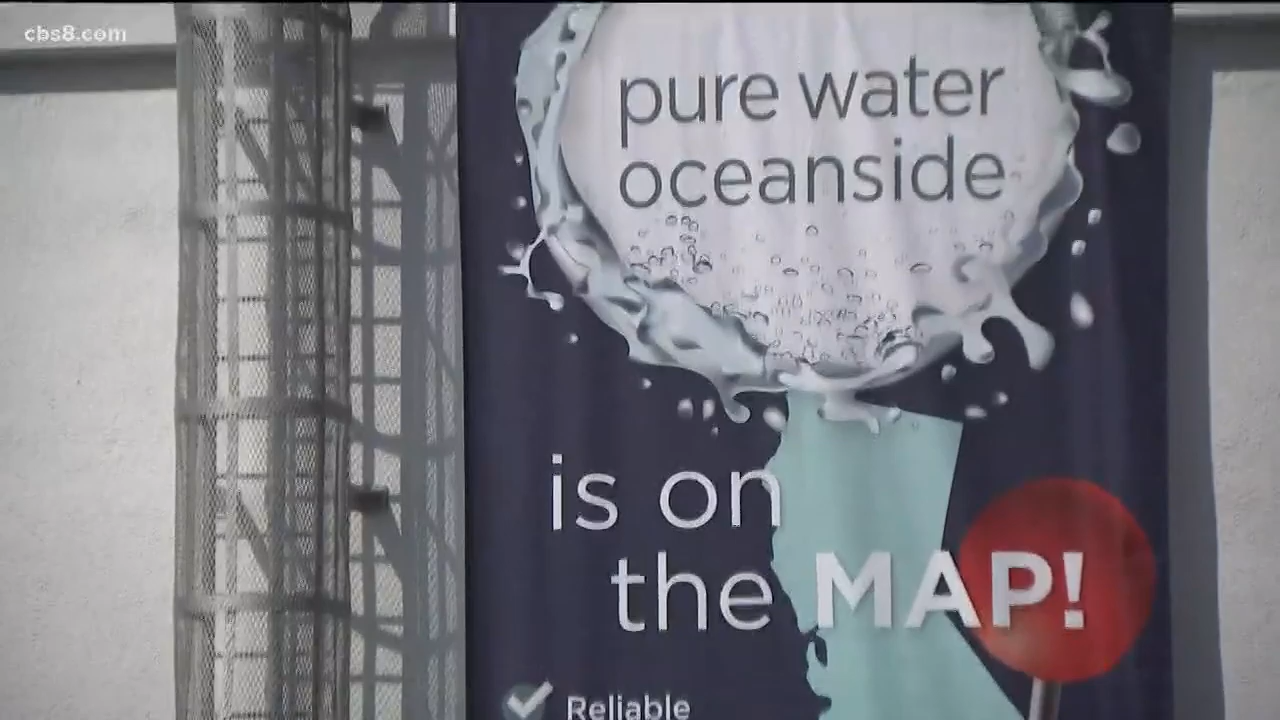 cbs8.com
pure water
oceanside
is on
the MAP!
Reliable